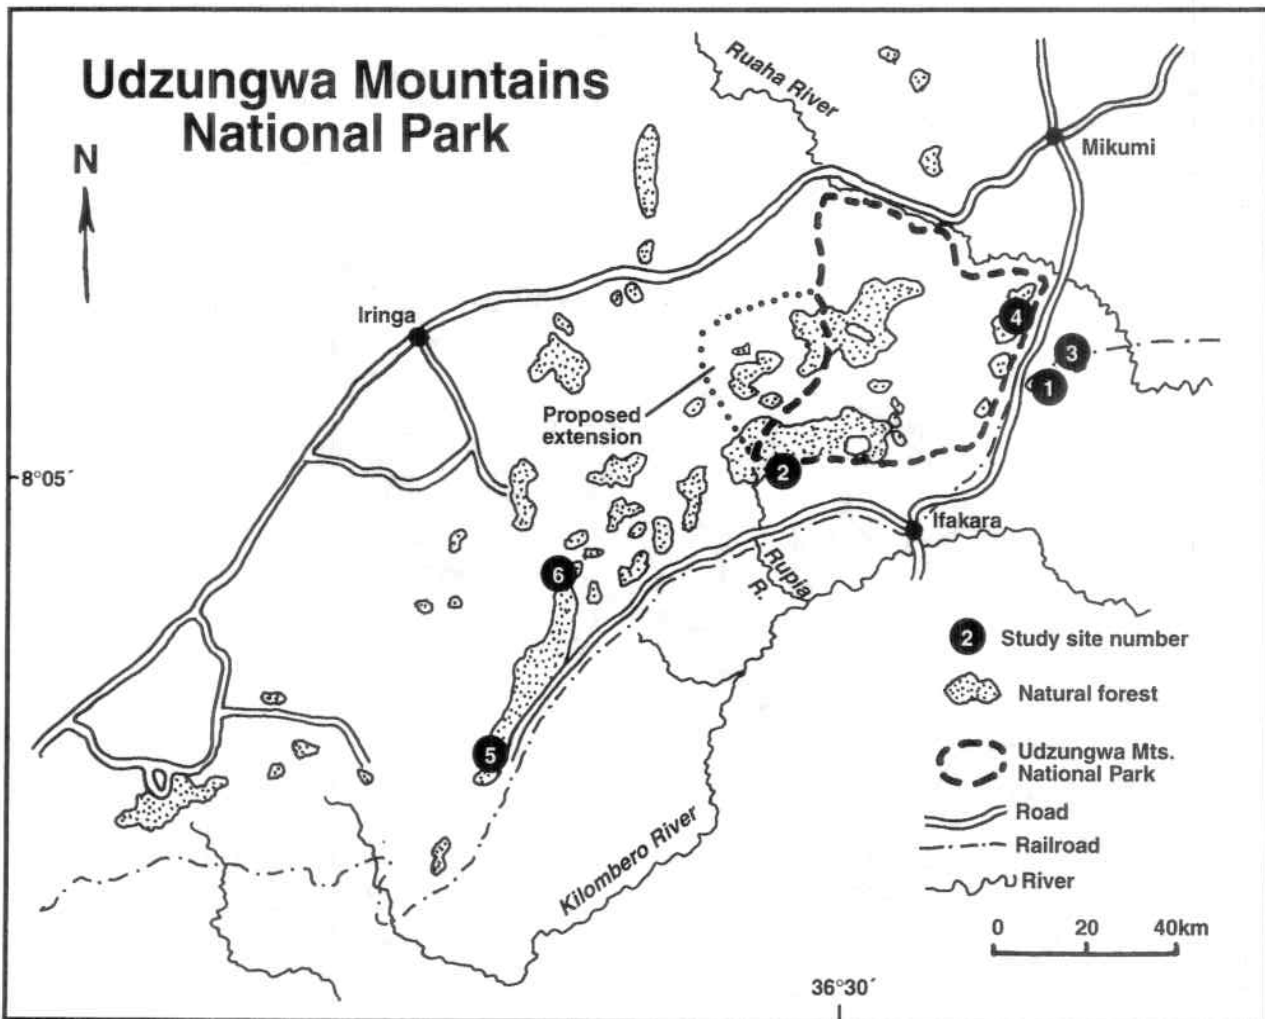 Udzungwa Mountains
National Park
N
Ruaha River
Mikumi
Iringa
4
3
1
Proposed
extension
2
8°05´
Ifakara
6
Rupia
R.
2 Study site number
Natural forest
5
Udzungwa Mts.
National Park
Road
Kilombero River
Railroad
River
0 20 40km
36°30´